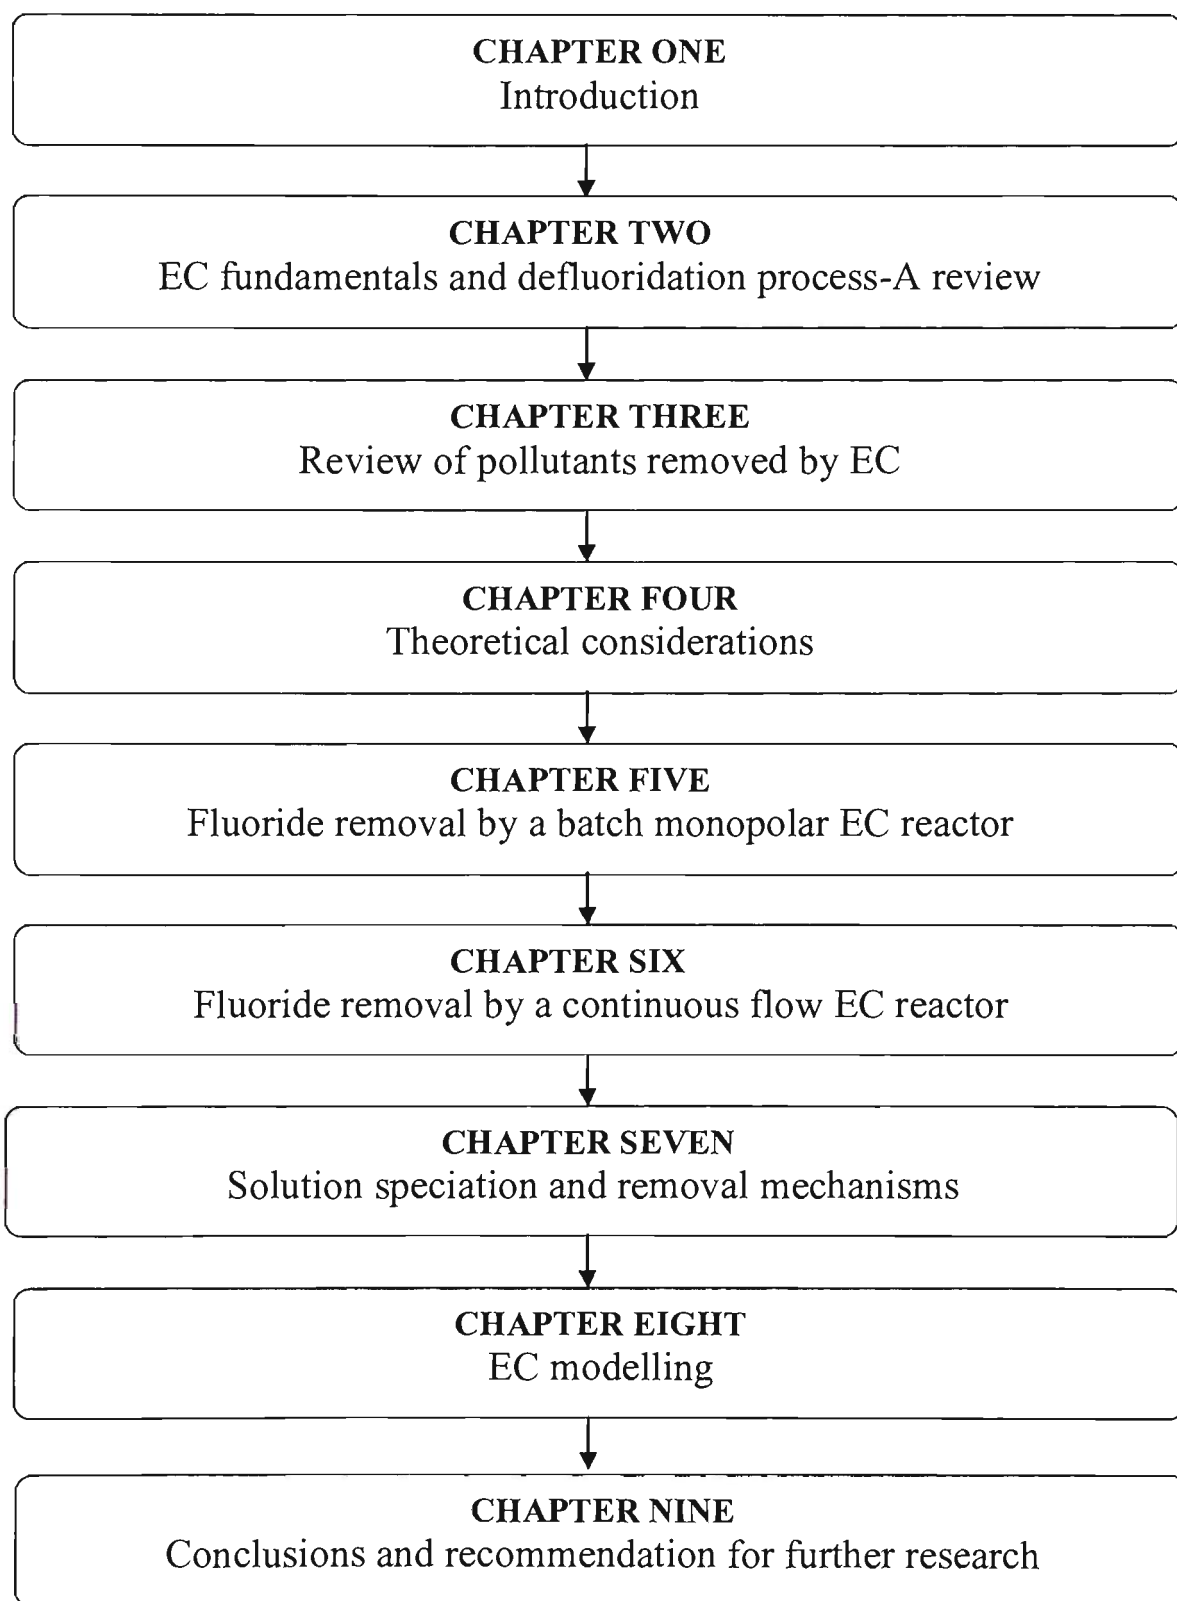 CHAPTER ONE
Introduction
CHAPTER TWO
EC fundamentals and defluoridation process-A review
CHAPTER THREE
Review of pollutants removed by EC
CHAPTER FOUR
Theoretical considerations
CHAPTER FIVE
Fluoride removal by a batch monopolar EC reactor
CHAPTER SIX
Fluoride removal by a continuous flow EC reactor
CHAPTER SEVEN
Solution speciation and removal mechanisms
CHAPTER EIGHT
EC modelling
CHAPTER NINE
Conclusions and recommendation for further research